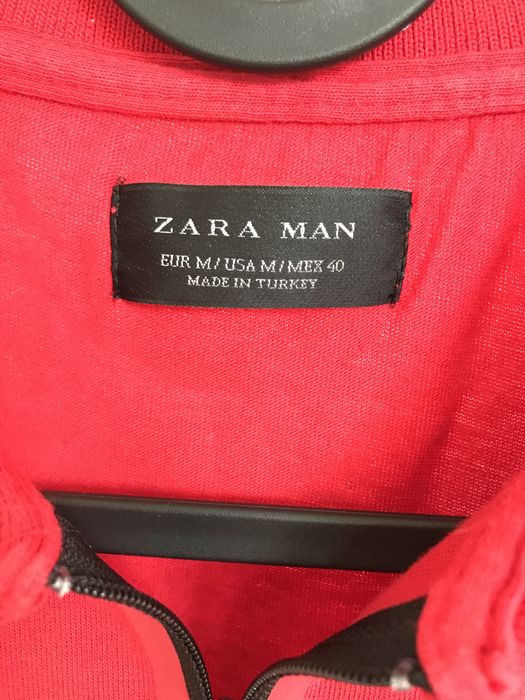 ZARA MAN
EUR M / USA M / MEX 40
MADE IN TURKEY